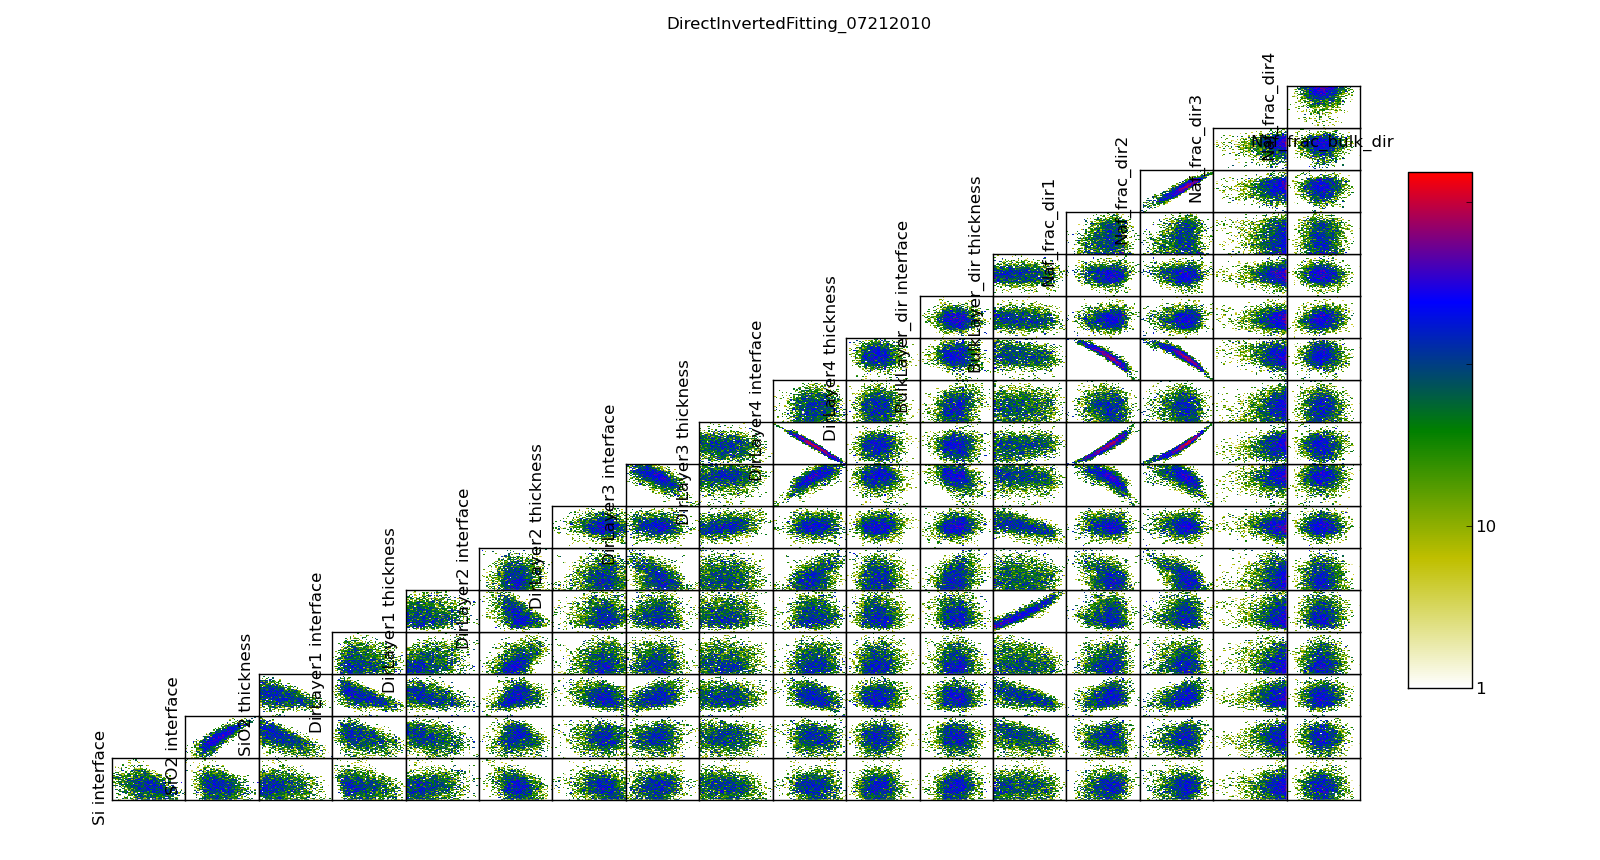 DirectInvertedFitting_07212010
Si interface
SiO2 interface
SiO2 thickness
DirLayer1 interface
DirLayer1 thickness
DirLayer2 interface
DirLayer2 thickness
DirLayer3 interface
DirLayer3 thickness
DirLayer4 interface
DirLayer4 thickness
BulkLayer_dir interface
BulkLayer_dir thickness
Naf_frac_dir1
Naf_frac_dir2
Naf_frac_dir3
Naf_frac_dir4
Naf_frac_bulk_dir
10
1